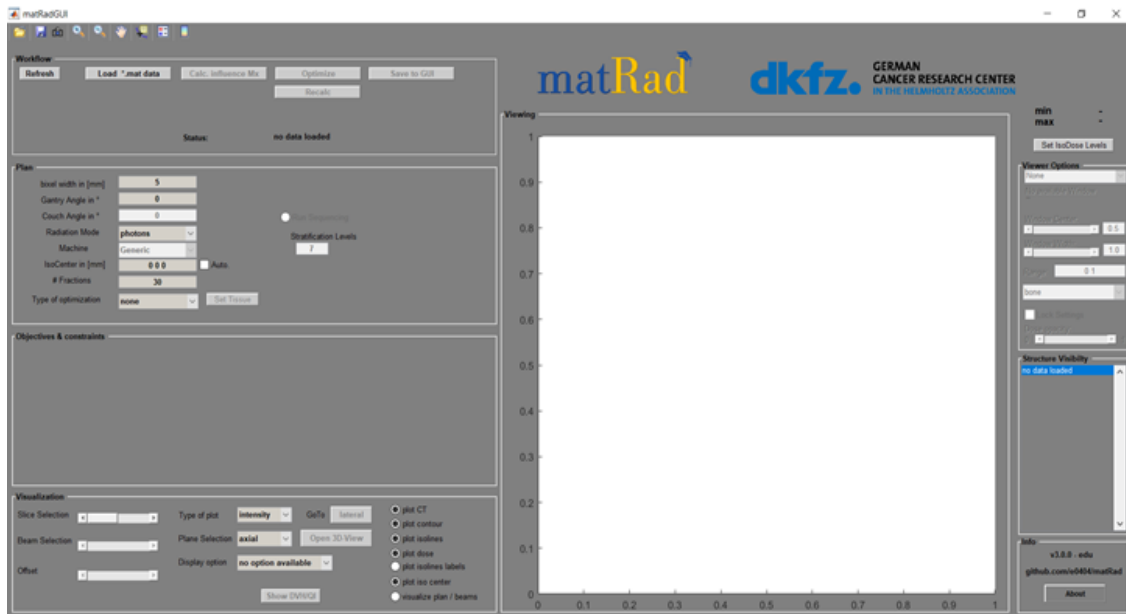 matRadGUI
Workflow
Refresh
Load *.mat data
Calc. Influence Mx
Optimize
Save to GUI
Recalc
Status:
no data loaded
Plan
bixel width in [mm]
5
Gantry Angle in °
0
Couch Angle in °
0
Radiation Mode
photons
Machine
Generic
IsoCenter in [mm]
0 0 0
Auto.
# Fractions
30
Type of optimization
none
Set Tissue
Run Sequencing
Stratification Levels
7
Objectives & constraints
Visualization
Slice Selection
Beam Selection
Offset
Type of plot
intensity
GoTo
lateral
Plane Selection
axial
Open 3D-View
Display option
no option available
Show DVH/QI
plot CT
plot contour
plot isolines
plot dose
plot isolines labels
plot iso center
visualize plan / beams
matRad
dkfz.
GERMAN
CANCER RESEARCH CENTER
IN THE HELMHOLTZ ASSOCIATION
Viewing
1
0.9
0.8
0.7
0.6
0.5
0.4
0.3
0.2
0.1
0
0 0.1 0.2 0.3 0.4 0.5 0.6 0.7 0.8 0.9 1
min -
max -
Set IsoDose Levels
Viewer Options
None
Window Center
0.5
1.0
Range:
0 1
bone
Lock Settings
Structure Visibilty
no data loaded
Info
v3.0.0 - edu
github.com/e0404/matRad
About